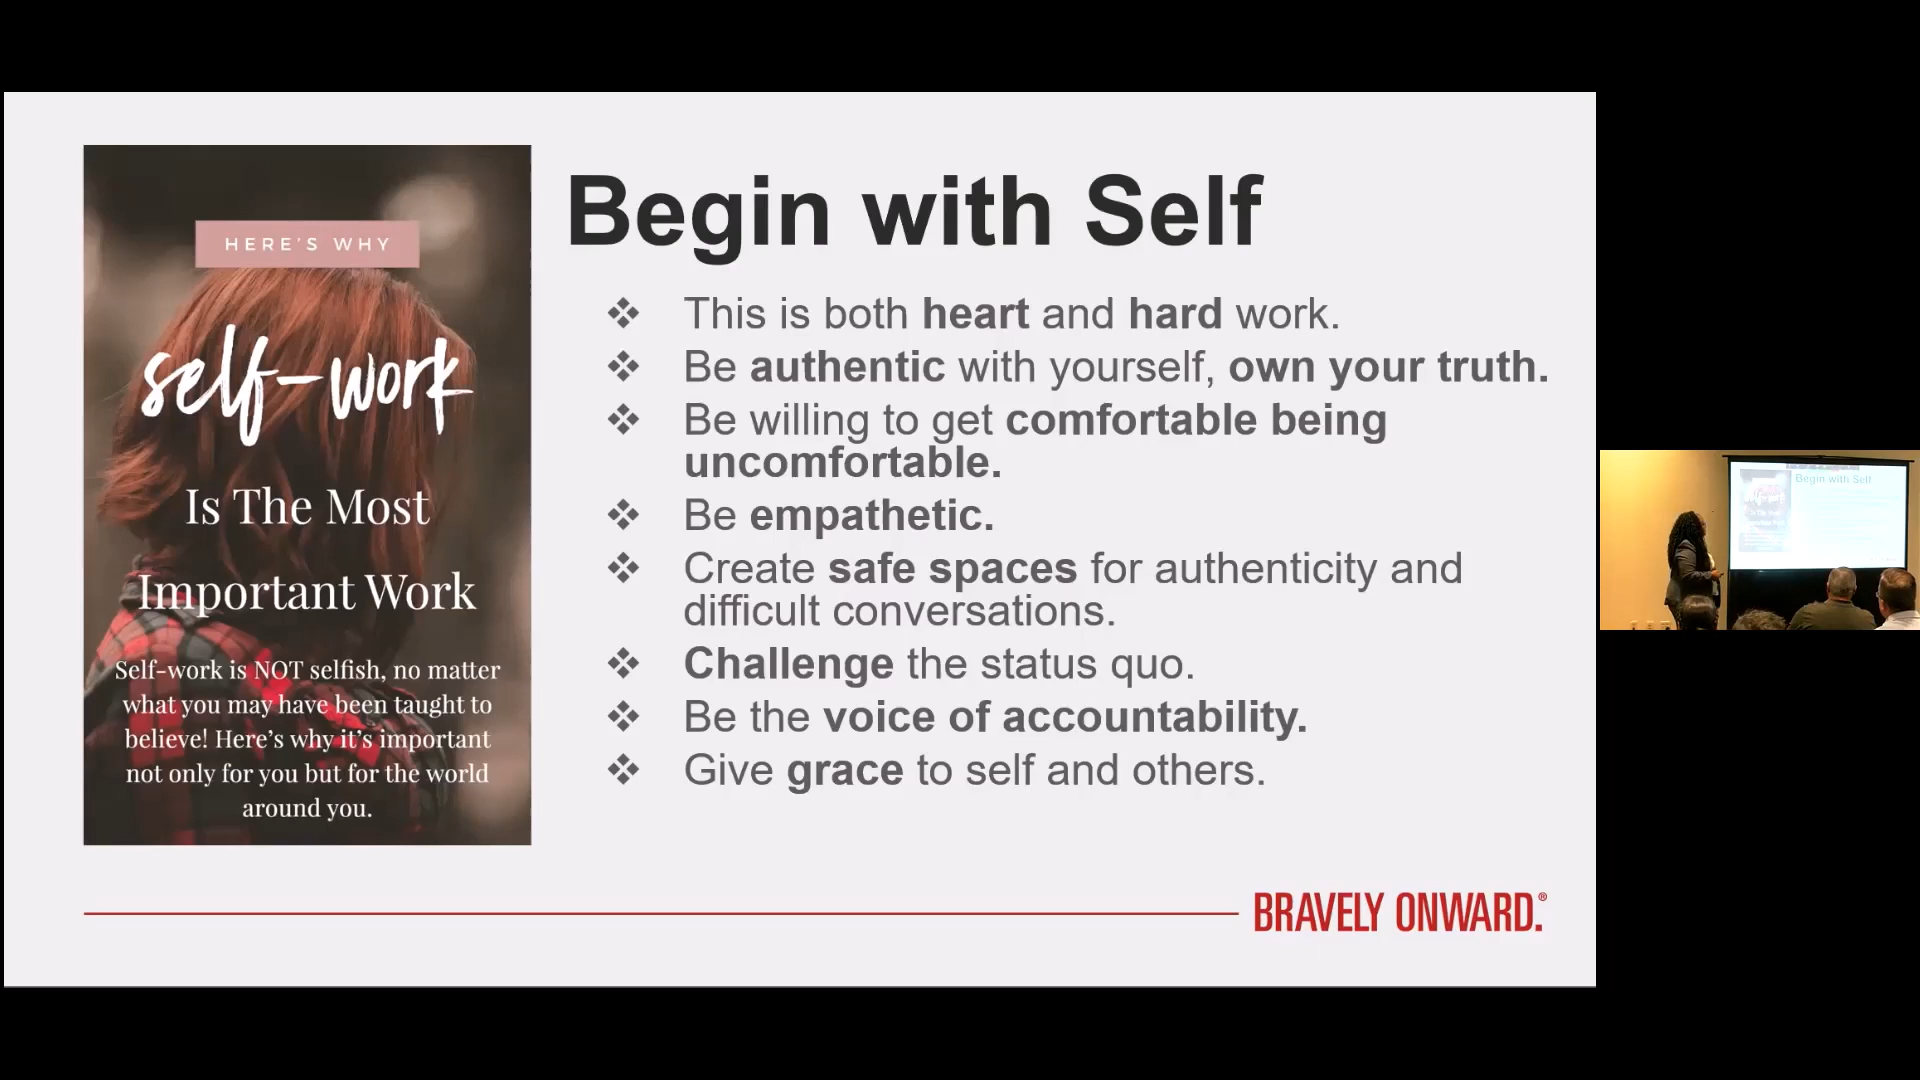 HERE'S WHY
self-work
Is The Most
Important Work
Self-work is NOT selfish, no matter
what you may have been taught to
believe! Here's why it's important
not only for you but for the world
around you.
Begin with Self
❖ This is both heart and hard work.
❖ Be authentic with yourself, own your truth.
❖ Be willing to get comfortable being
uncomfortable.
❖ Be empathetic.
❖ Create safe spaces for authenticity and
difficult conversations.
❖ Challenge the status quo.
❖ Be the voice of accountability.
❖ Give grace to self and others.
BRAVELY ONWARD.®
Begin with Self